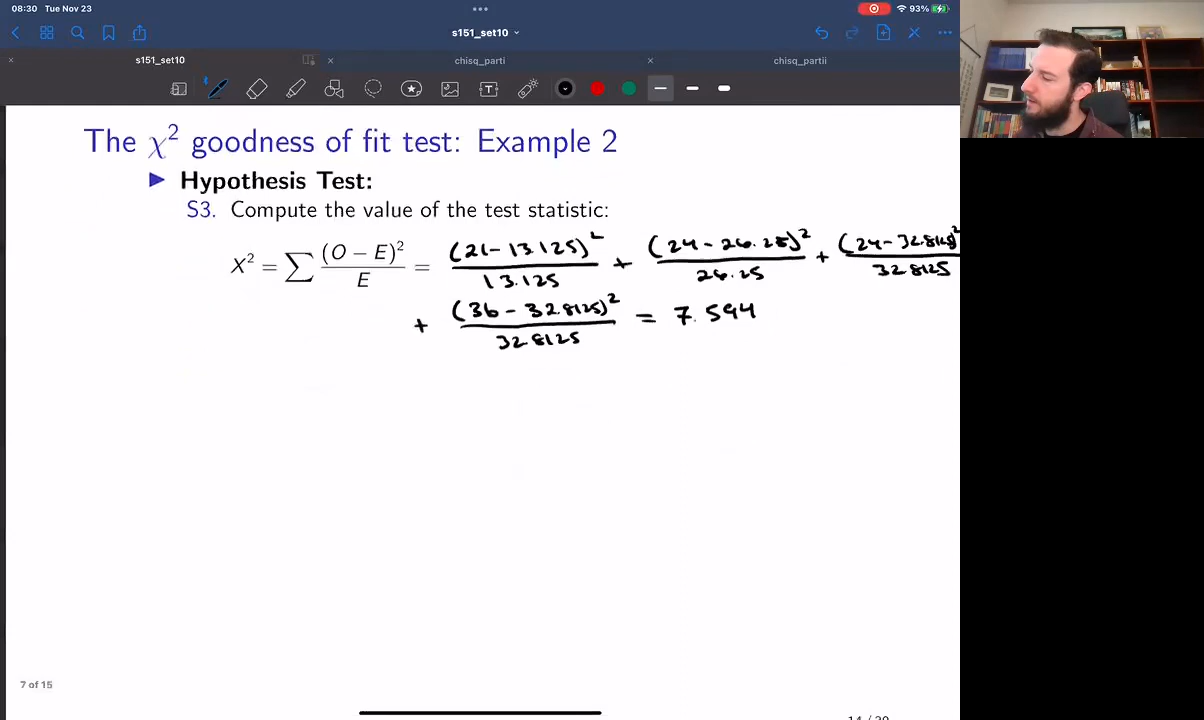 08:30 Tue Nov 23
93%
s151_set10
s151_set10
chisq_parti
chisq_partii
The χ² goodness of fit test: Example 2
Hypothesis Test:
S3. Compute the value of the test statistic:
X² = ∑ (O − E)²/E = (21-13.125)²/13.125 + (24-26.25)²/26.25 + (24-32.8125)²/32.8125
+ (36-32.8125)²/32.8125 = 7.594
7 of 15
14 / 20